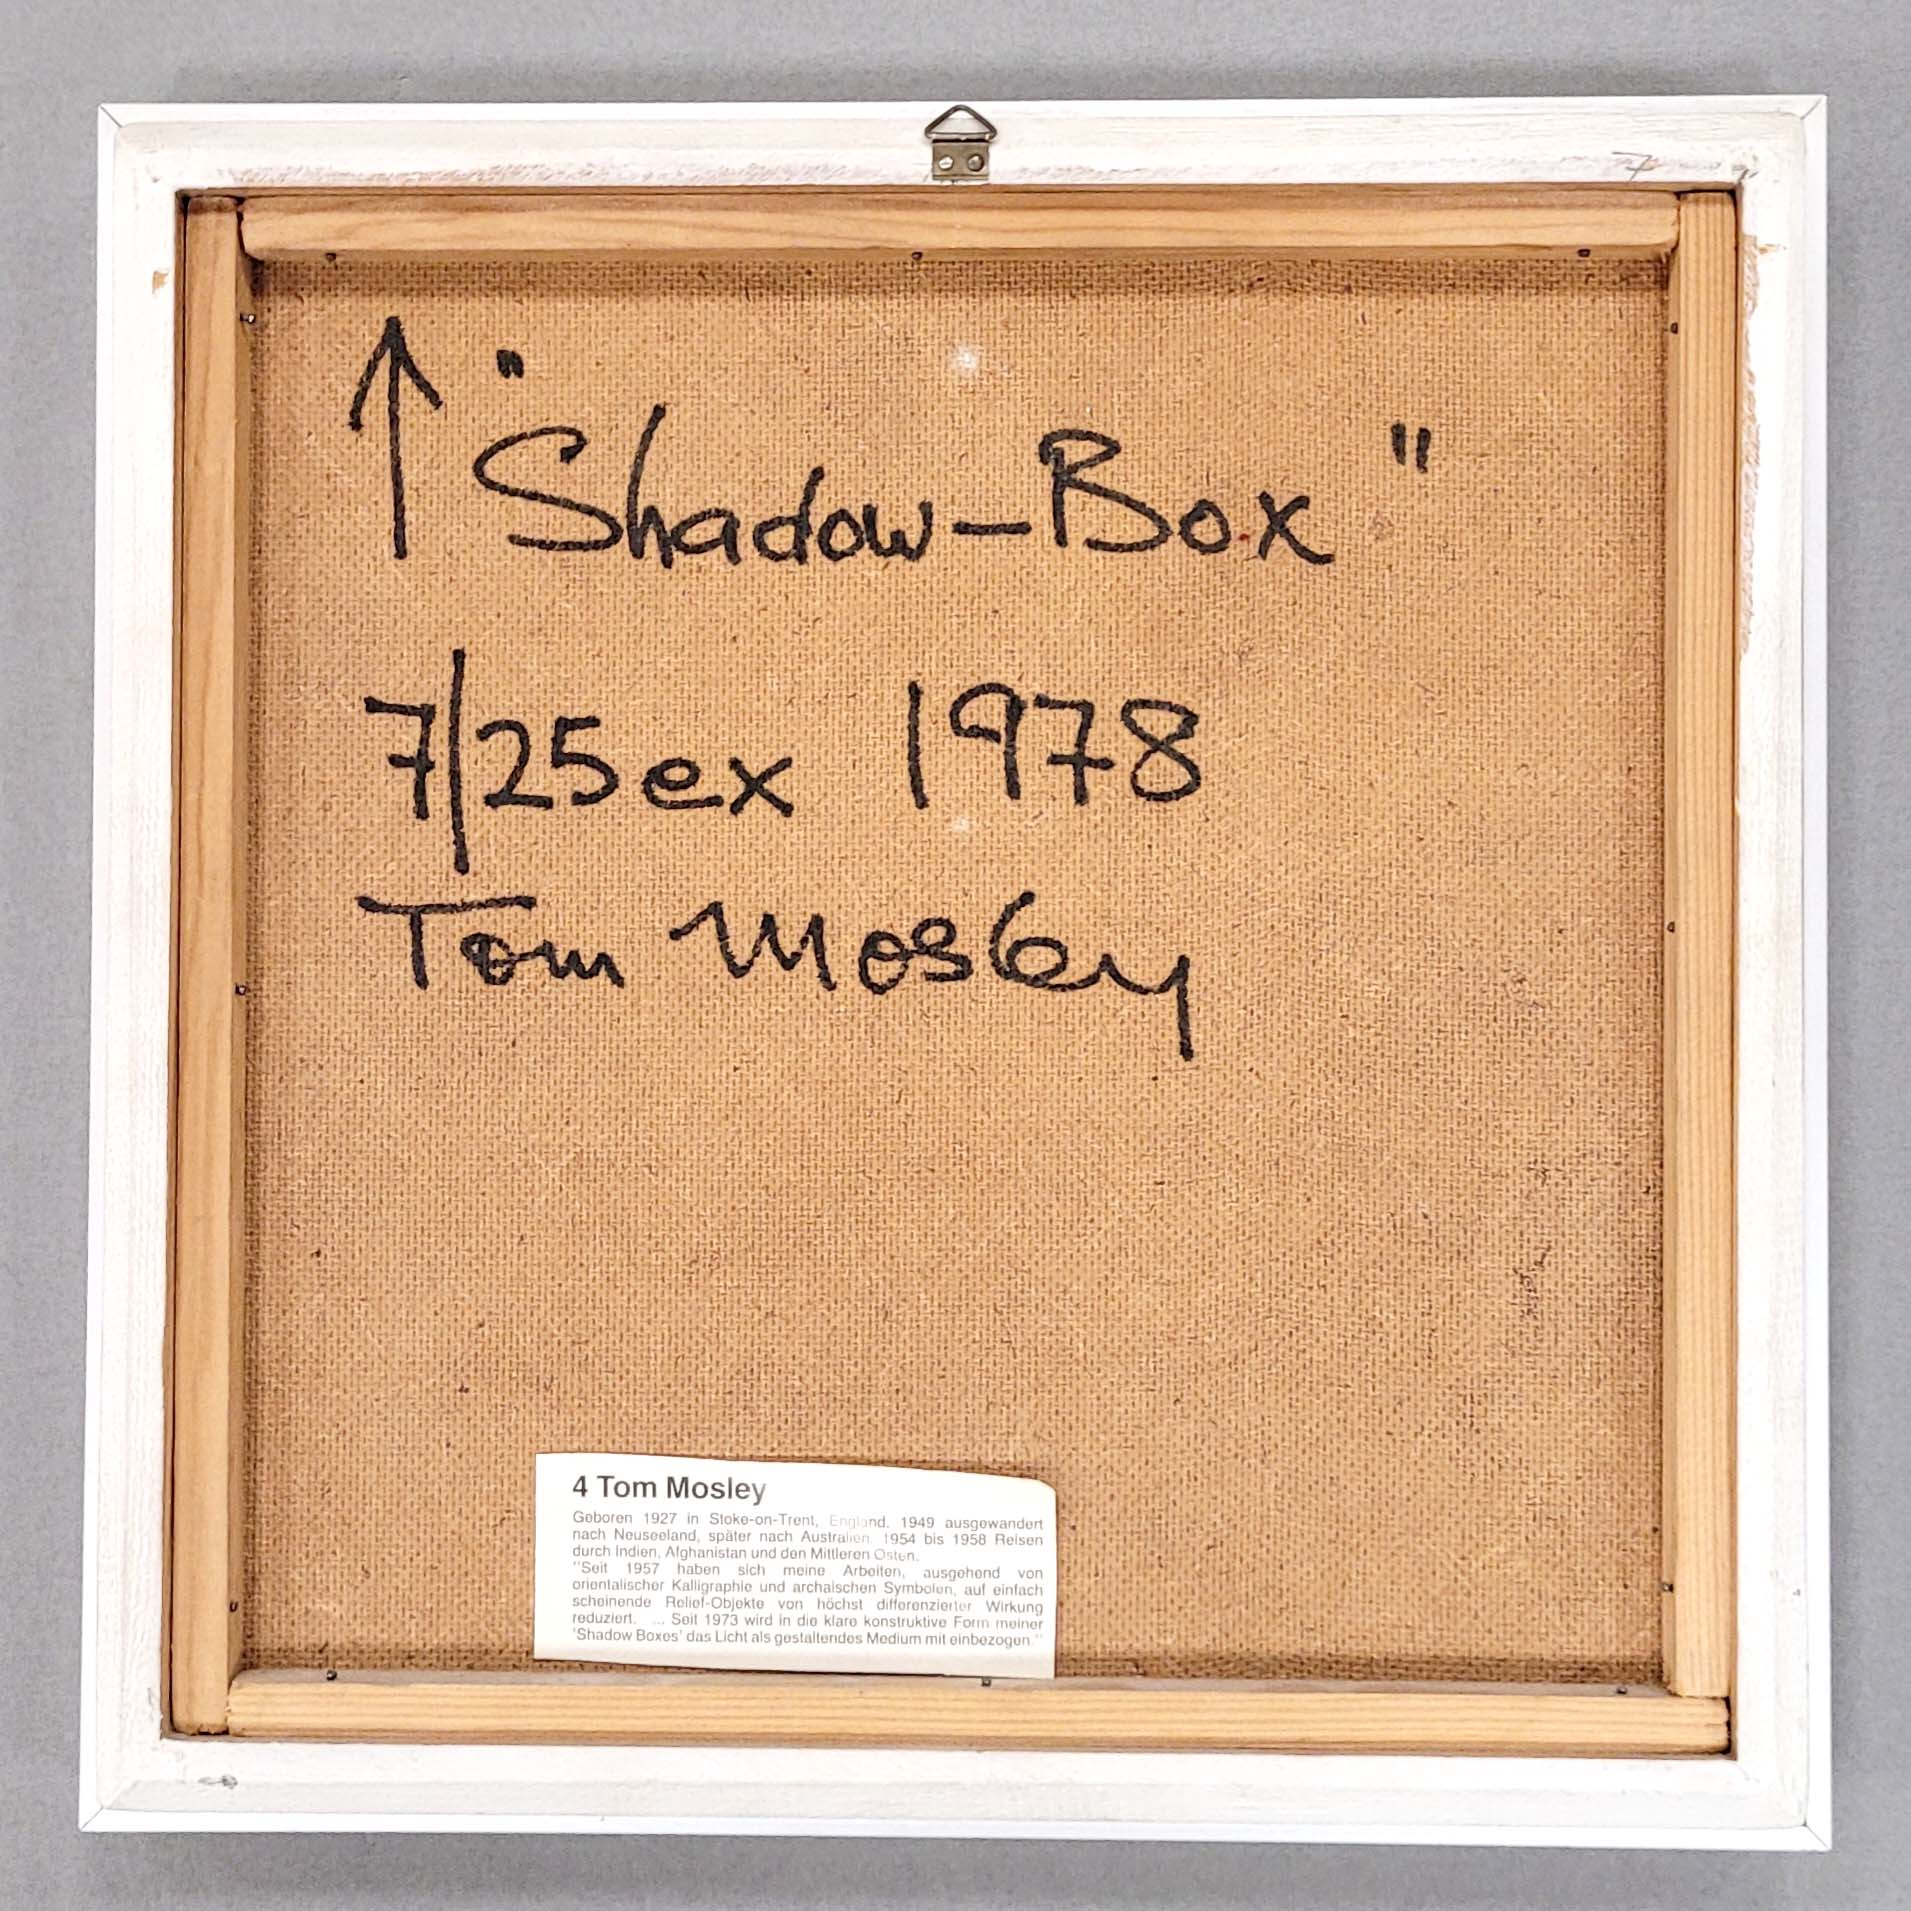 7
↑ "Shadow-Box"
7/25 ex 1978
Tom Mosley
4 Tom Mosley
Geboren 1927 in Stoke-on-Trent, England. 1949 ausgewandert
nach Neuseeland, später nach Australien. 1954 bis 1958 Reisen
durch Indien, Afghanistan und den Mittleren Osten.
"Seit 1957 haben sich meine Arbeiten, ausgehend von
orientalischer Kalligraphie und archaischen Symbolen, auf einfach
scheinende Relief-Objekte von höchst differenzierter Wirkung
reduziert. ... Seit 1973 wird in die klare konstruktive Form meiner
'Shadow Boxes' das Licht als gestaltendes Medium mit einbezogen."